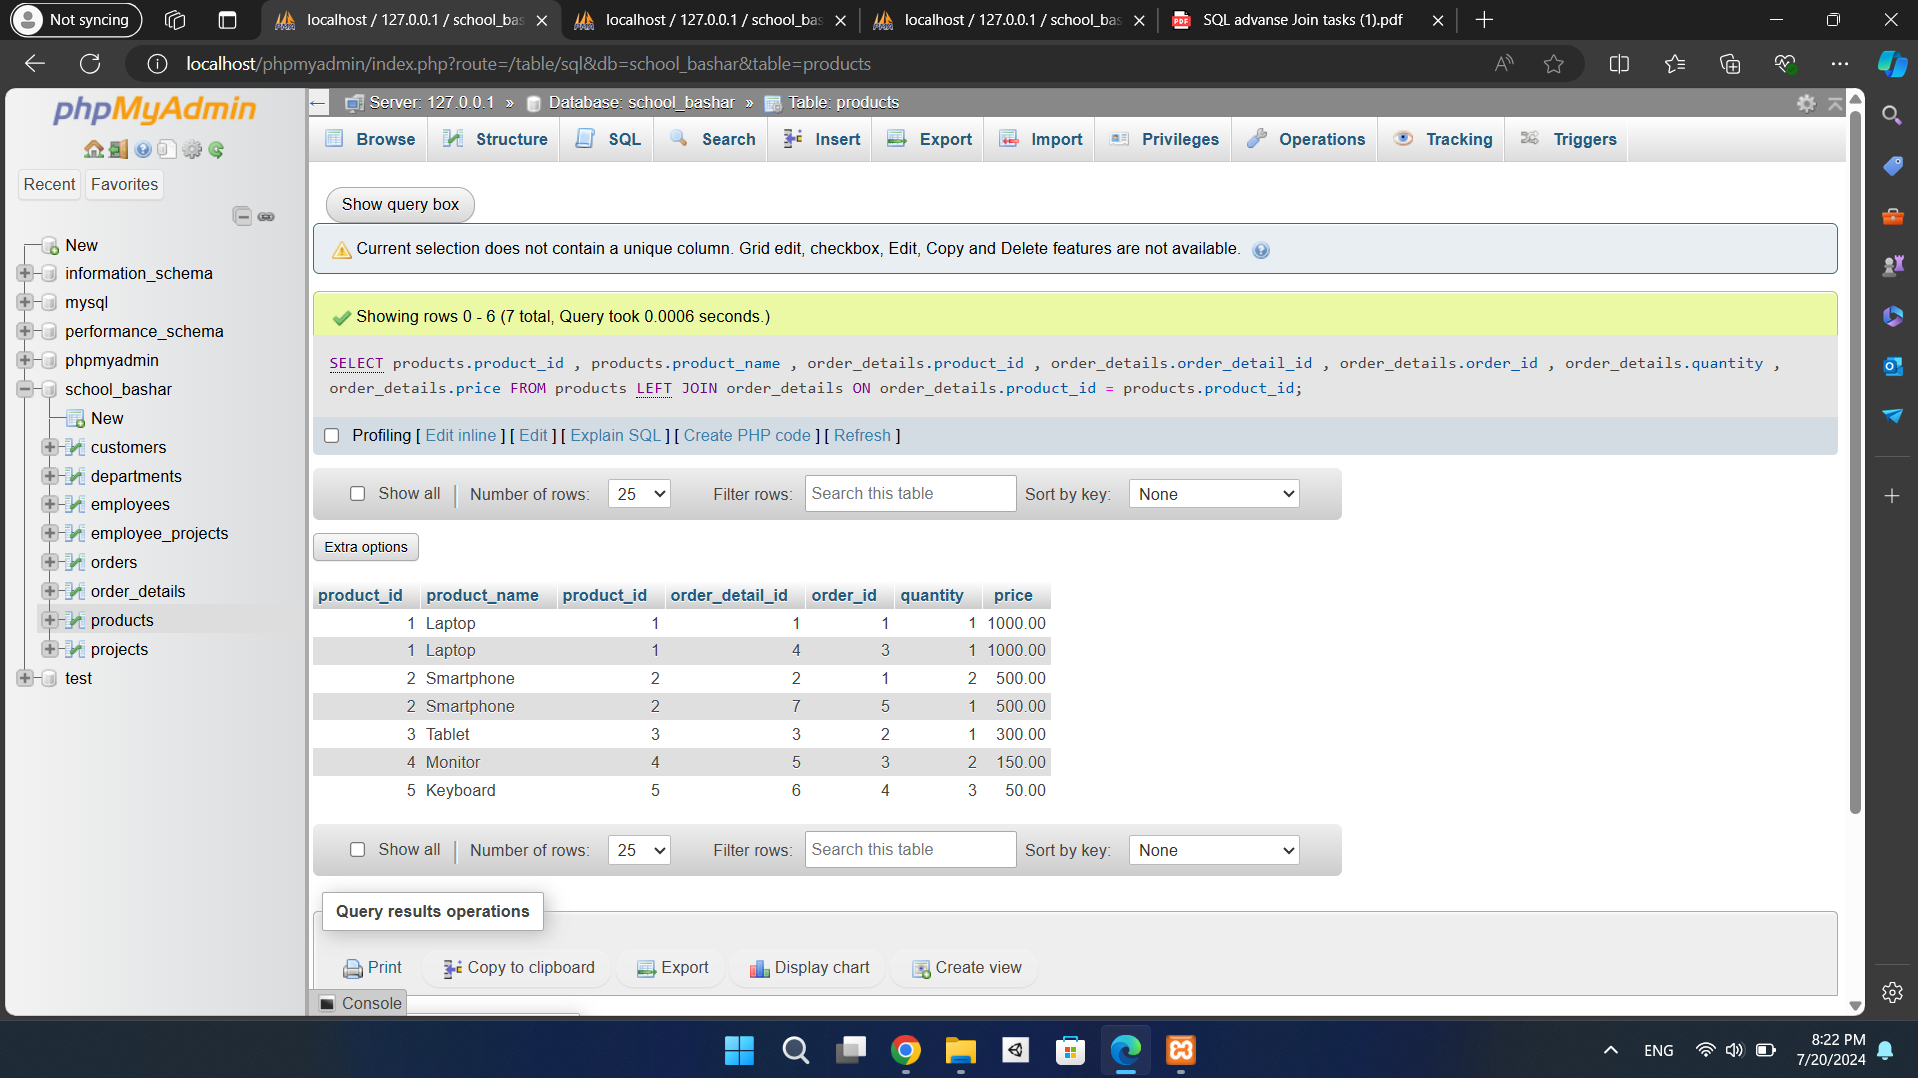 Not syncing
localhost / 127.0.0.1 / school_bas
localhost / 127.0.0.1 / school_bas
localhost / 127.0.0.1 / school_bas
SQL advanse Join tasks (1).pdf
localhost/phpmyadmin/index.php?route=/table/sql&db=school_bashar&table=products
phpMyAdmin
Recent Favorites
New
information_schema
mysql
performance_schema
phpmyadmin
school_bashar
New
customers
departments
employees
employee_projects
orders
order_details
products
projects
test
Server: 127.0.0.1 » Database: school_bashar » Table: products
Browse Structure SQL Search Insert Export Import Privileges Operations Tracking Triggers
Show query box
Current selection does not contain a unique column. Grid edit, checkbox, Edit, Copy and Delete features are not available.
Showing rows 0 - 6 (7 total, Query took 0.0006 seconds.)
SELECT products.product_id , products.product_name , order_details.product_id , order_details.order_detail_id , order_details.order_id , order_details.quantity ,
order_details.price FROM products LEFT JOIN order_details ON order_details.product_id = products.product_id;
Profiling [ Edit inline ] [ Edit ] [ Explain SQL ] [ Create PHP code ] [ Refresh ]
Show all Number of rows: 25 Filter rows: Search this table Sort by key: None
Extra options
product_id product_name product_id order_detail_id order_id quantity price
1 Laptop 1 1 1 1 1000.00
1 Laptop 1 4 3 1 1000.00
2 Smartphone 2 2 1 2 500.00
2 Smartphone 2 7 5 1 500.00
3 Tablet 3 3 2 1 300.00
4 Monitor 4 5 3 2 150.00
5 Keyboard 5 6 4 3 50.00
Show all Number of rows: 25 Filter rows: Search this table Sort by key: None
Query results operations
Print Copy to clipboard Export Display chart Create view
Console
ENG
8:22 PM
7/20/2024